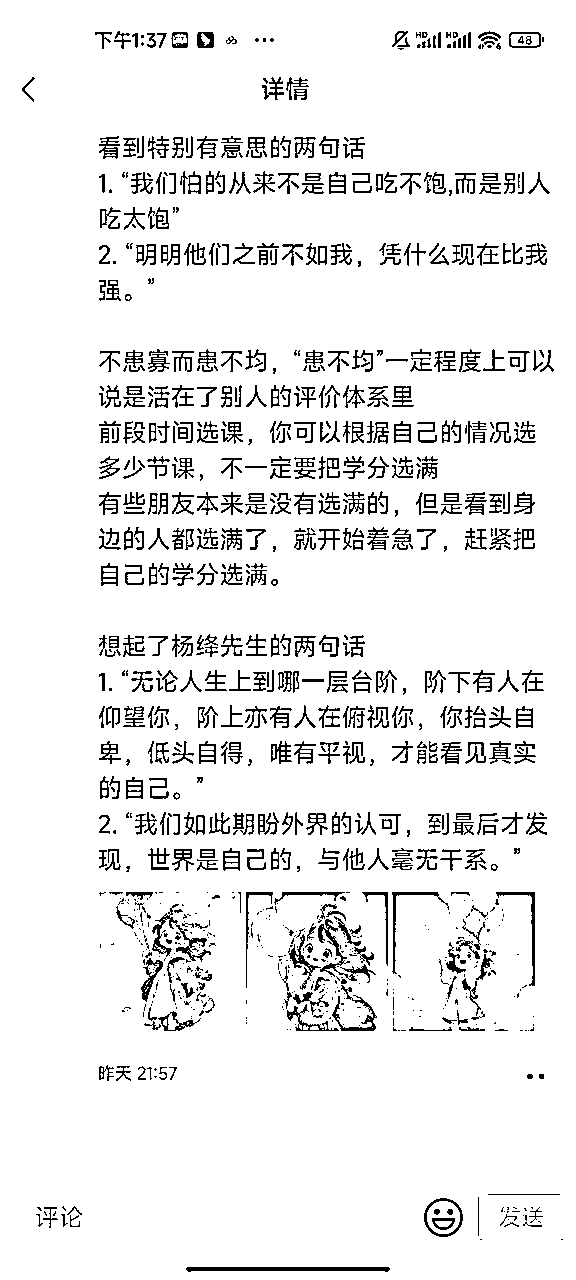 下午1:37
HD HD 48
详情
看到特别有意思的两句话
1. “我们怕的从来不是自己吃不饱,而是别人
吃太饱”
2. “明明他们之前不如我，凭什么现在比我
强。”
不患寡而患不均，“患不均”一定程度上可以
说是活在了别人的评价体系里
前段时间选课，你可以根据自己的情况选
多少节课，不一定要把学分选满
有些朋友本来是没有选满的，但是看到身
边的人都选满了，就开始着急了，赶紧把
自己的学分选满。
想起了杨绛先生的两句话
1. “无论人生上到哪一层台阶，阶下有人在
仰望你，阶上亦有人在俯视你，你抬头自
卑，低头自得，唯有平视，才能看见真实
的自己。”
2. “我们如此期盼外界的认可，到最后才发
现，世界是自己的，与他人毫无干系。”
昨天 21:57
评论
发送